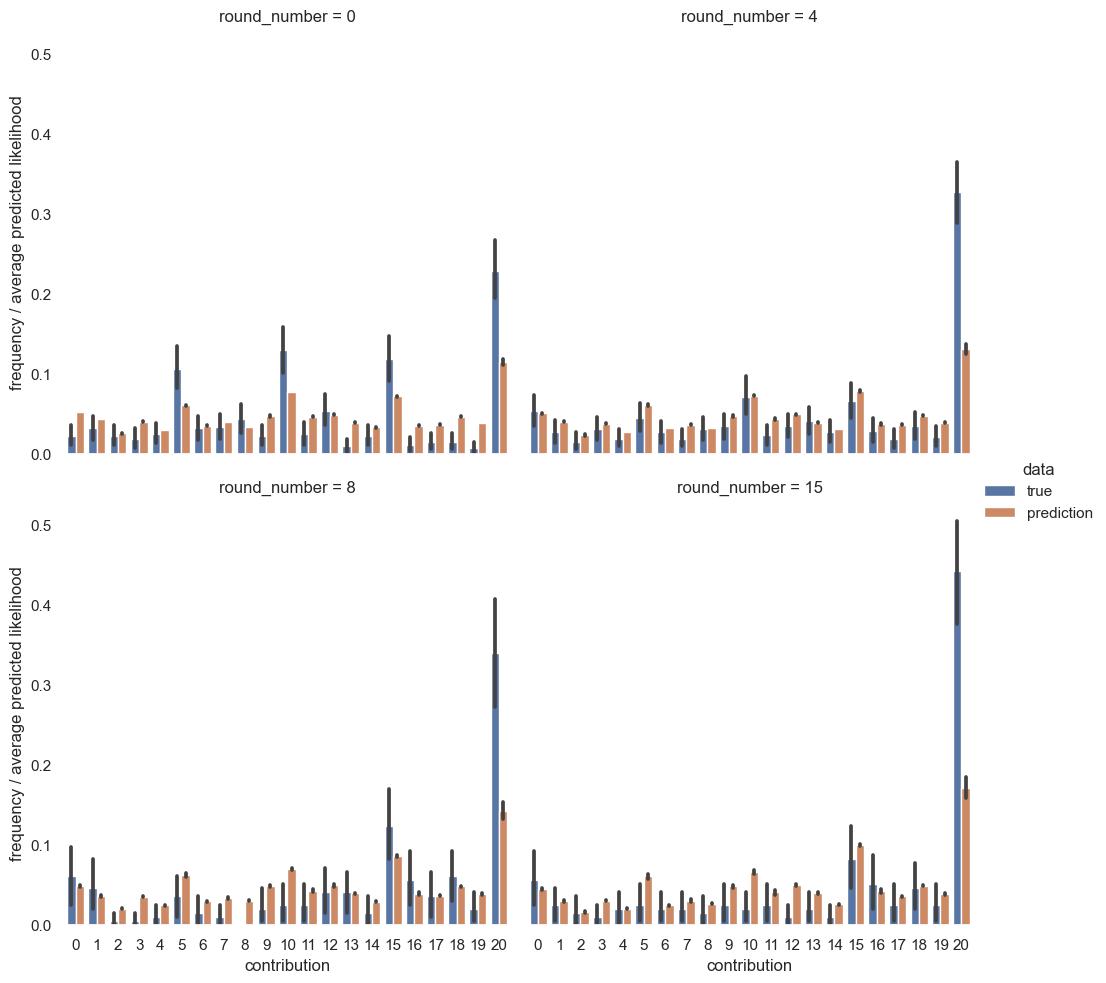 round_number = 0
round_number = 4
0.5
0.4
0.3
0.2
0.1
0.0
frequency / average predicted likelihood
round_number = 8
round_number = 15
data
true
prediction
0.5
0.4
0.3
0.2
0.1
0.0
frequency / average predicted likelihood
0 1 2 3 4 5 6 7 8 9 10 11 12 13 14 15 16 17 18 19 20
0 1 2 3 4 5 6 7 8 9 10 11 12 13 14 15 16 17 18 19 20
contribution
contribution